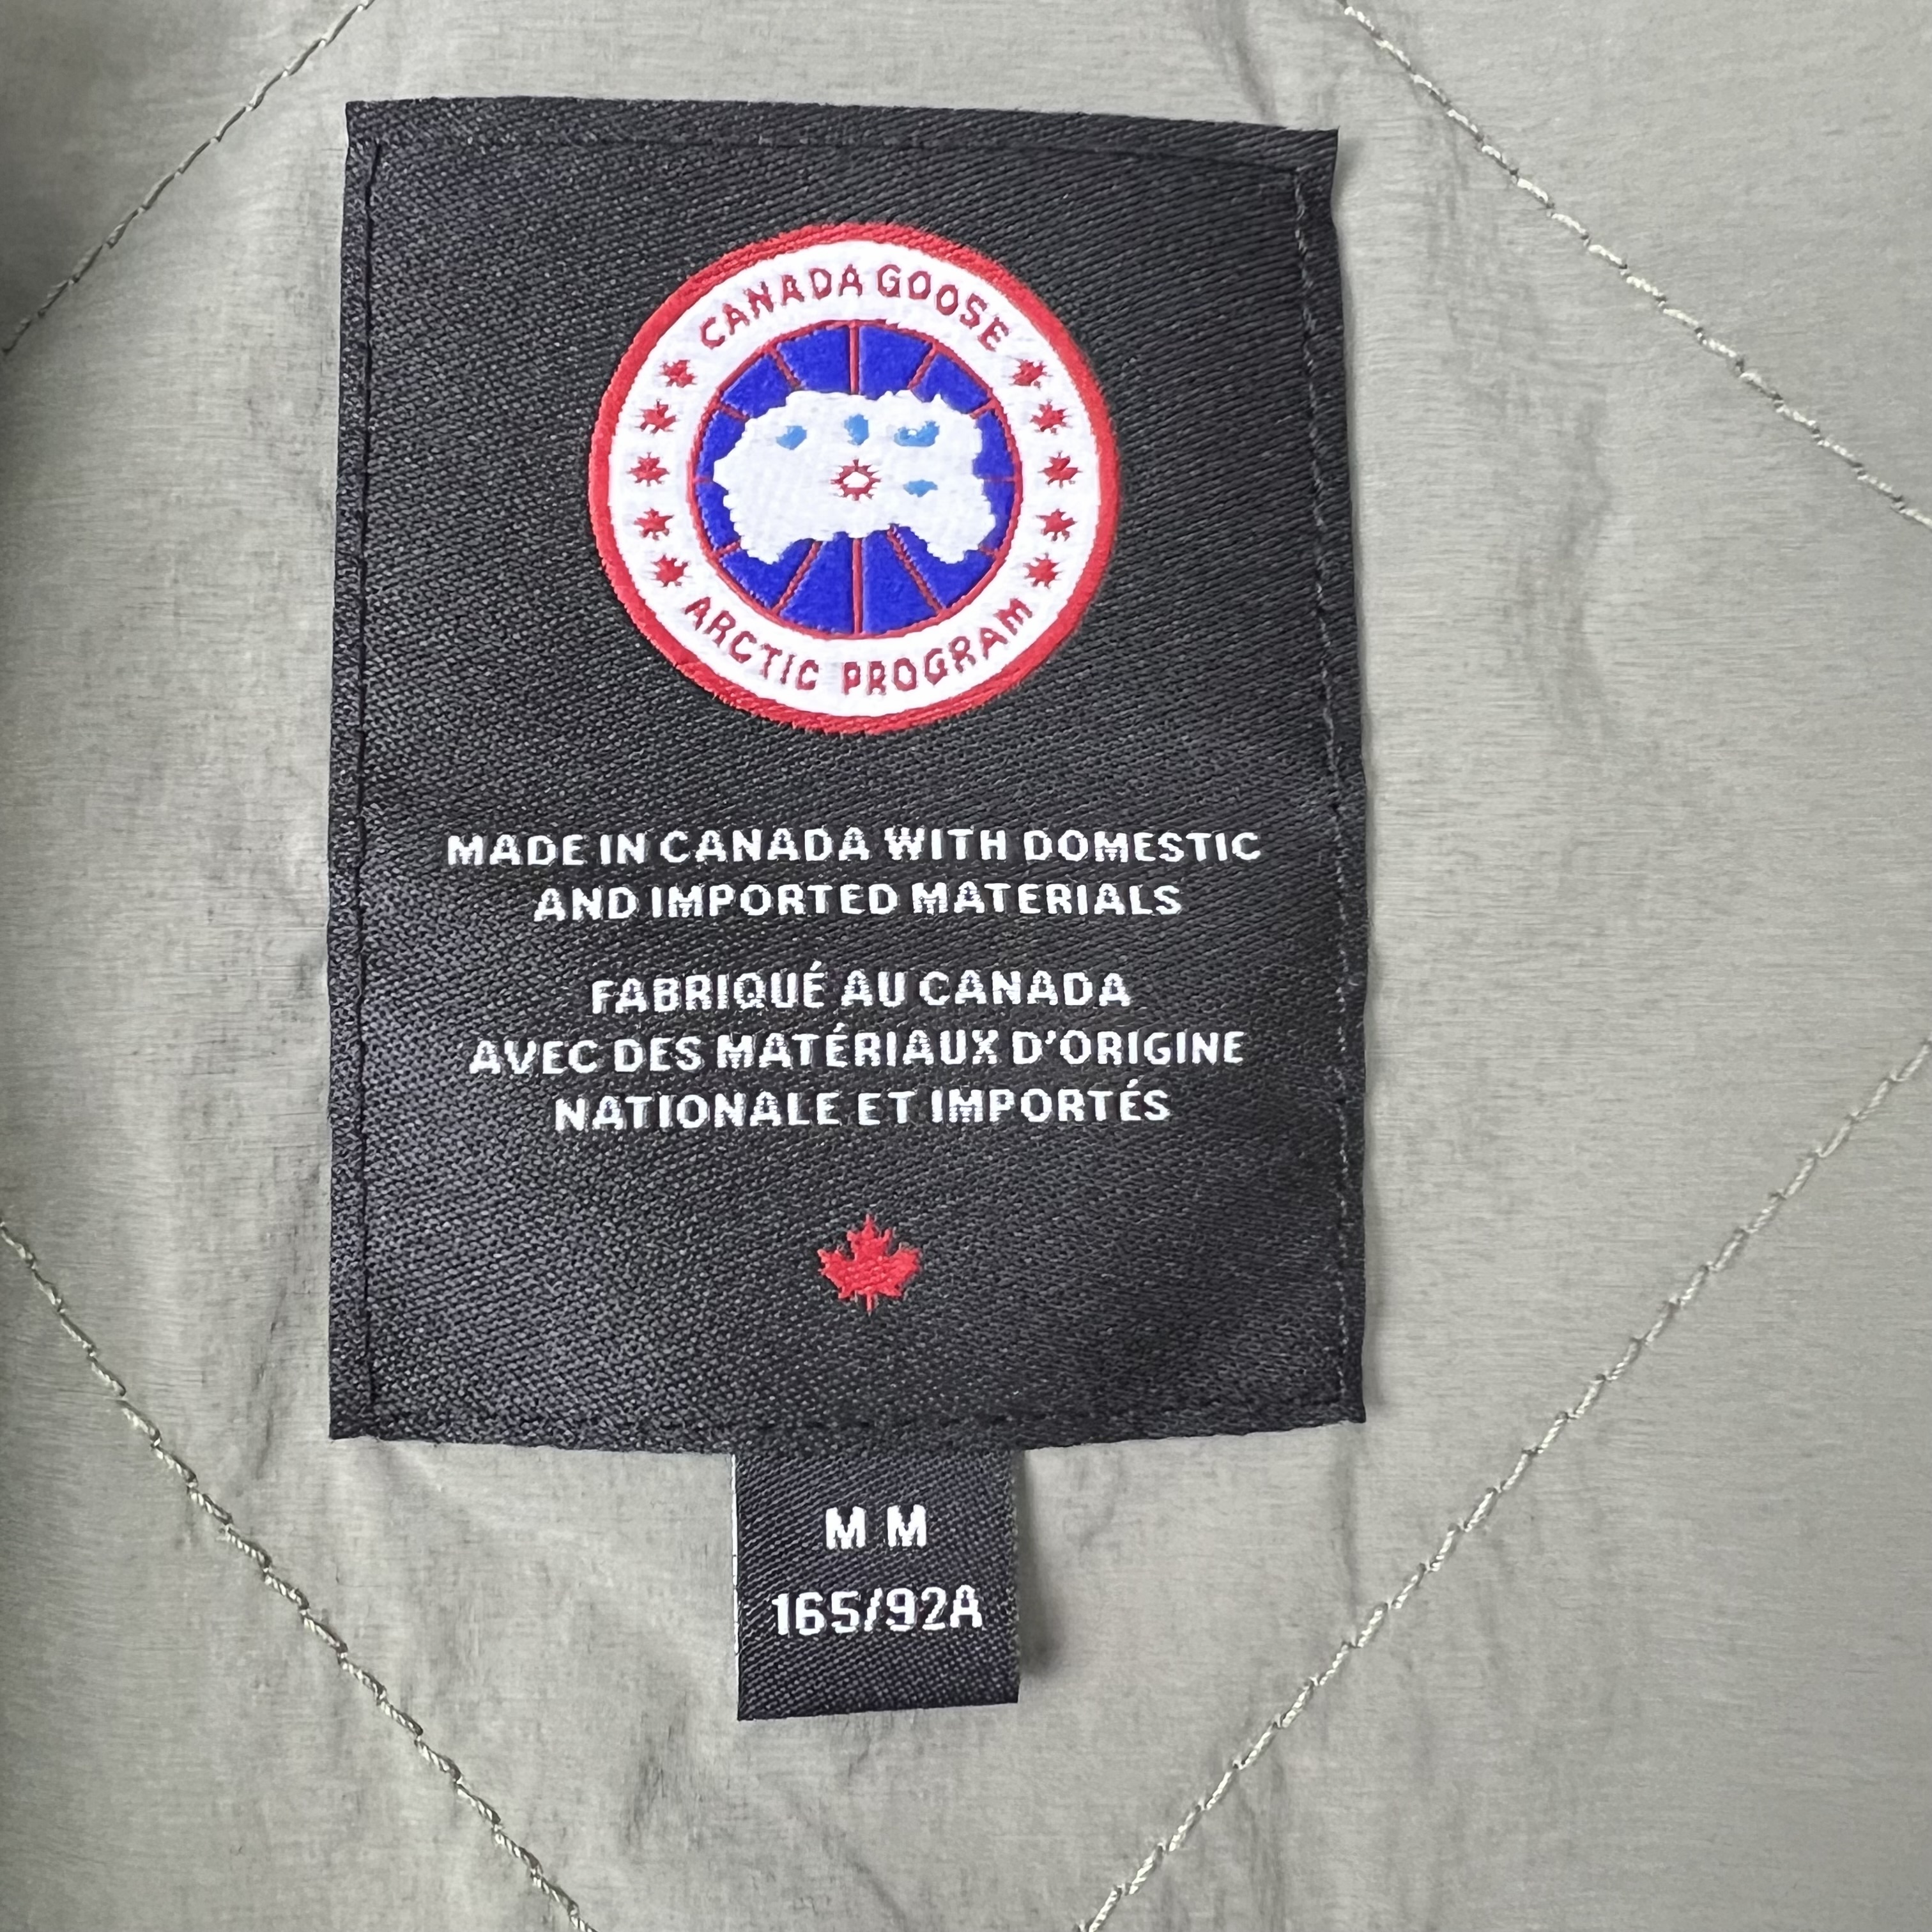 CANADA GOOSE
ARCTIC PROGRAM
MADE IN CANADA WITH DOMESTIC
AND IMPORTED MATERIALS
FABRIQUÉ AU CANADA
AVEC DES MATÉRIAUX D'ORIGINE
NATIONALE ET IMPORTÉS
M M
165/92A